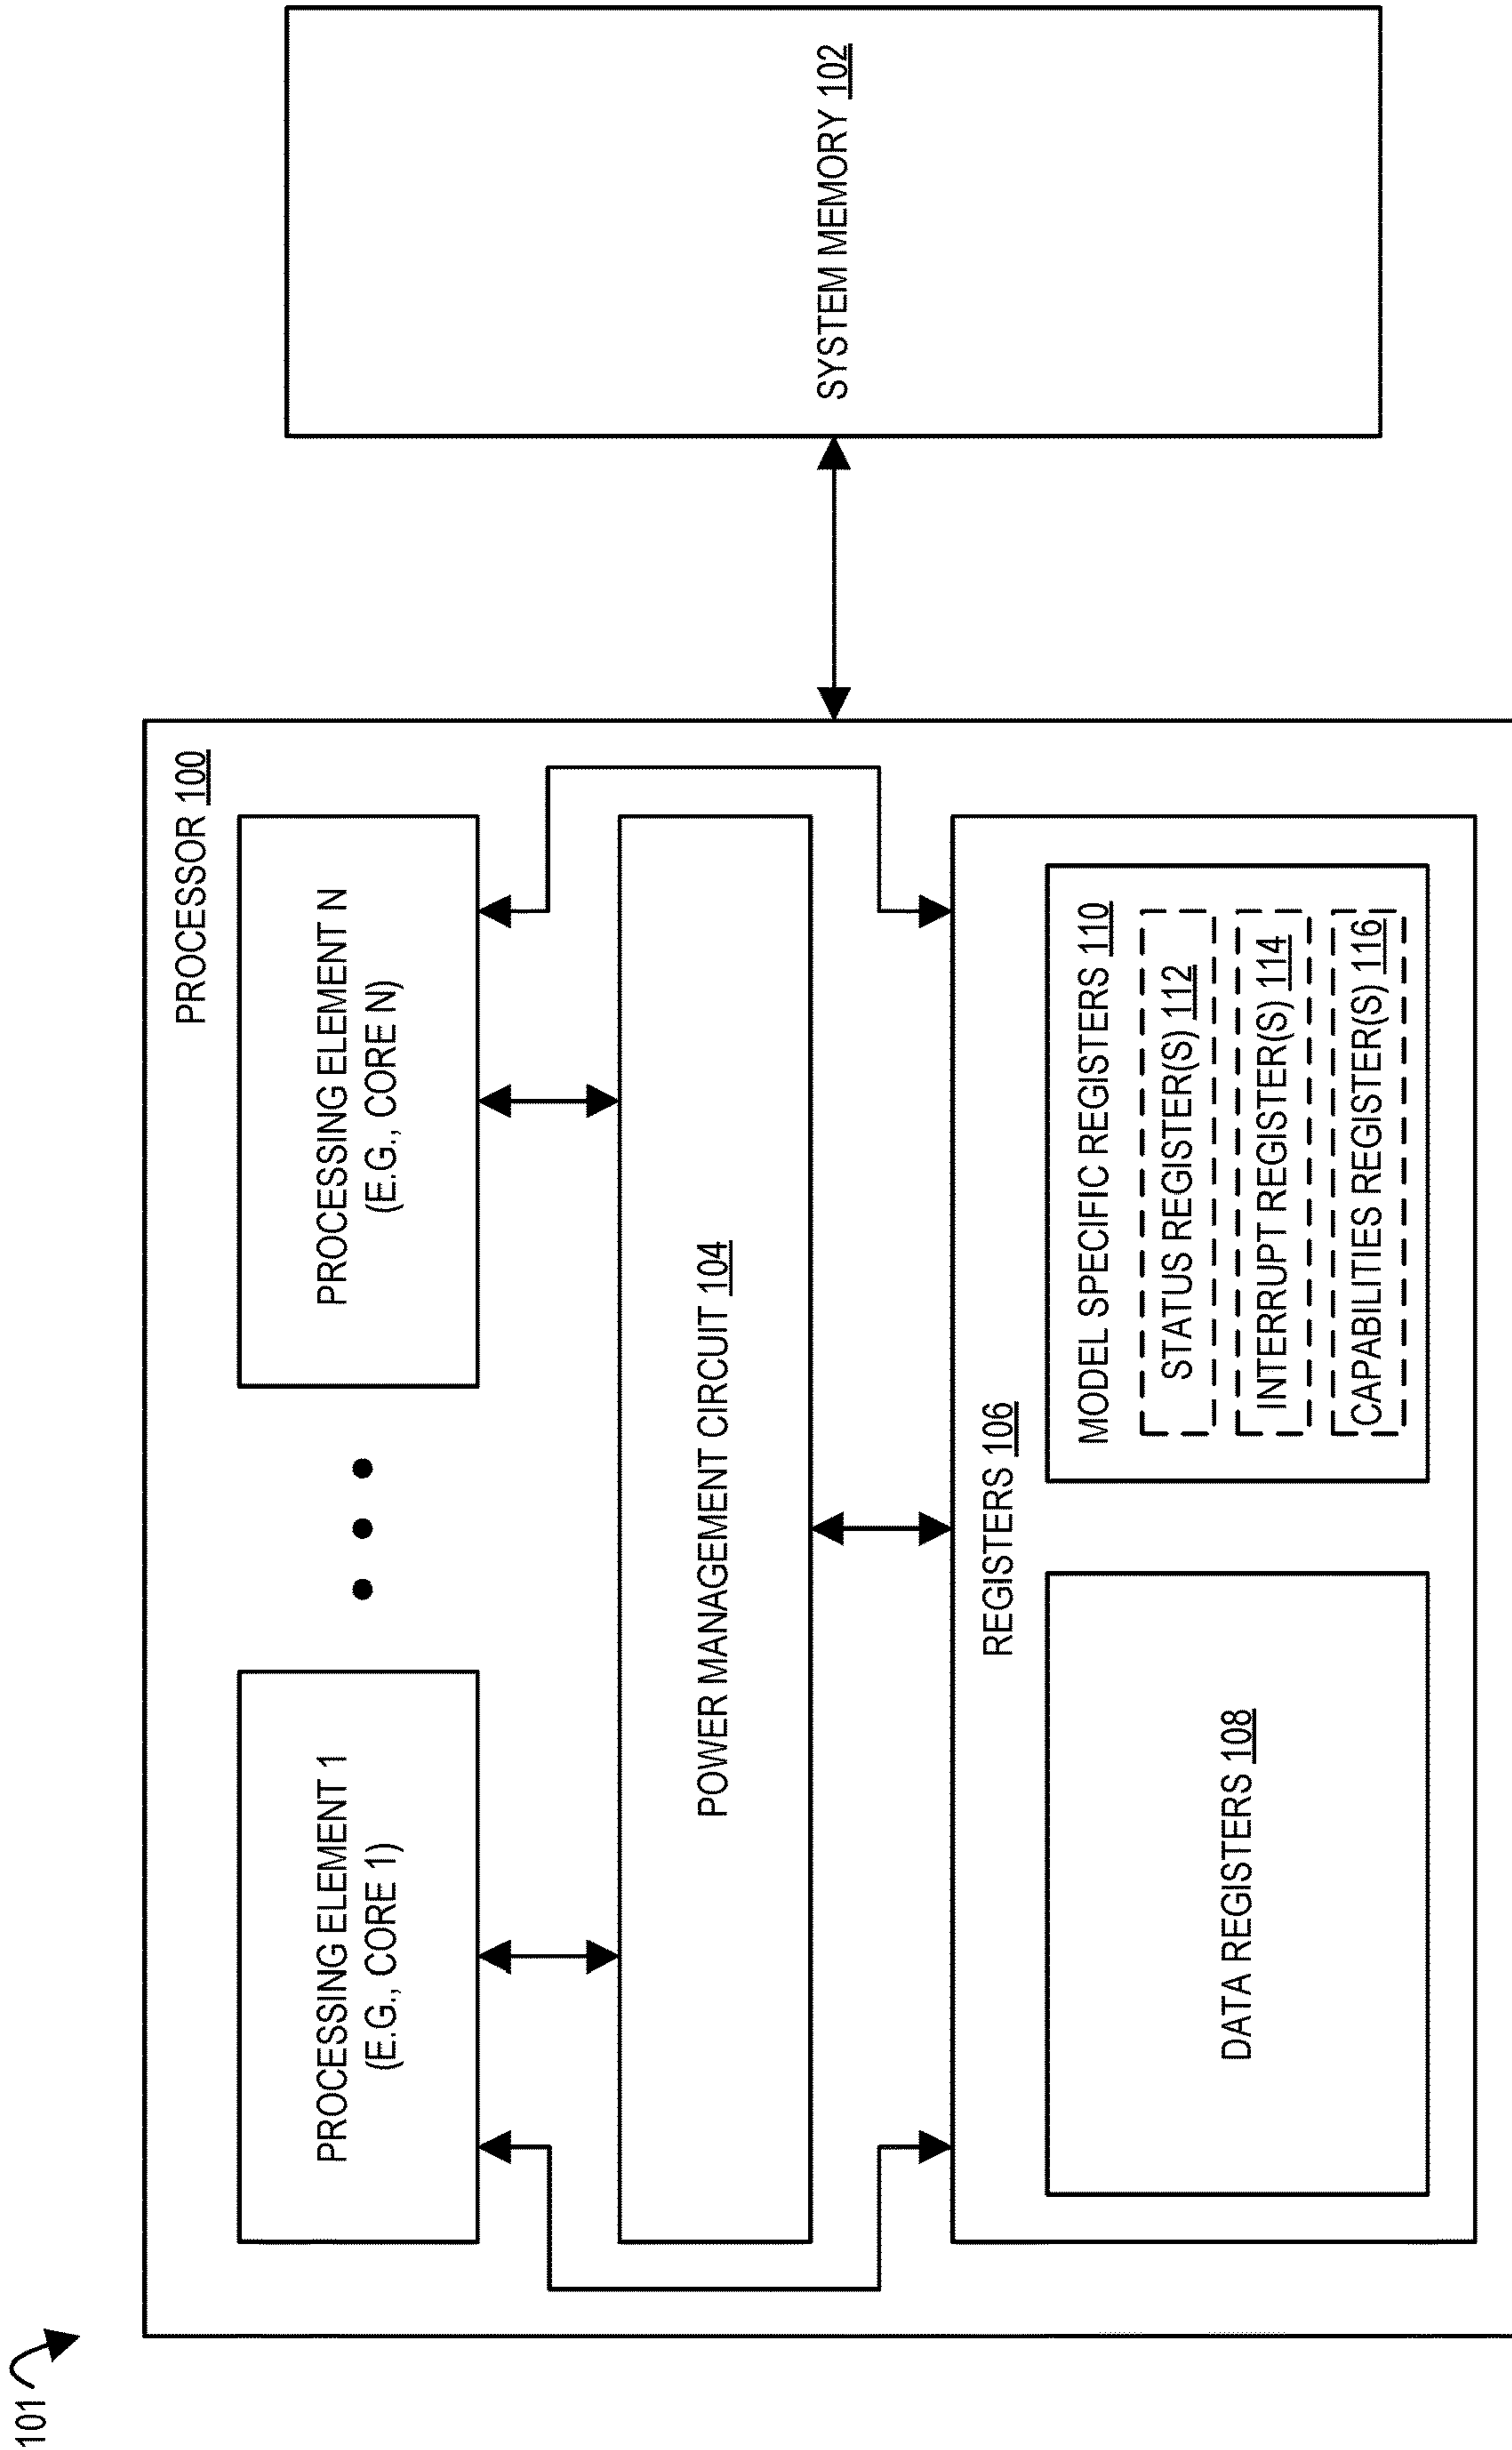 101
PROCESSOR 100
PROCESSING ELEMENT 1
(E.G., CORE 1)
PROCESSING ELEMENT N
(E.G., CORE N)
POWER MANAGEMENT CIRCUIT 104
REGISTERS 106
DATA REGISTERS 108
MODEL SPECIFIC REGISTERS 110
STATUS REGISTER(S) 112
INTERRUPT REGISTER(S) 114
CAPABILITIES REGISTER(S) 116
SYSTEM MEMORY 102